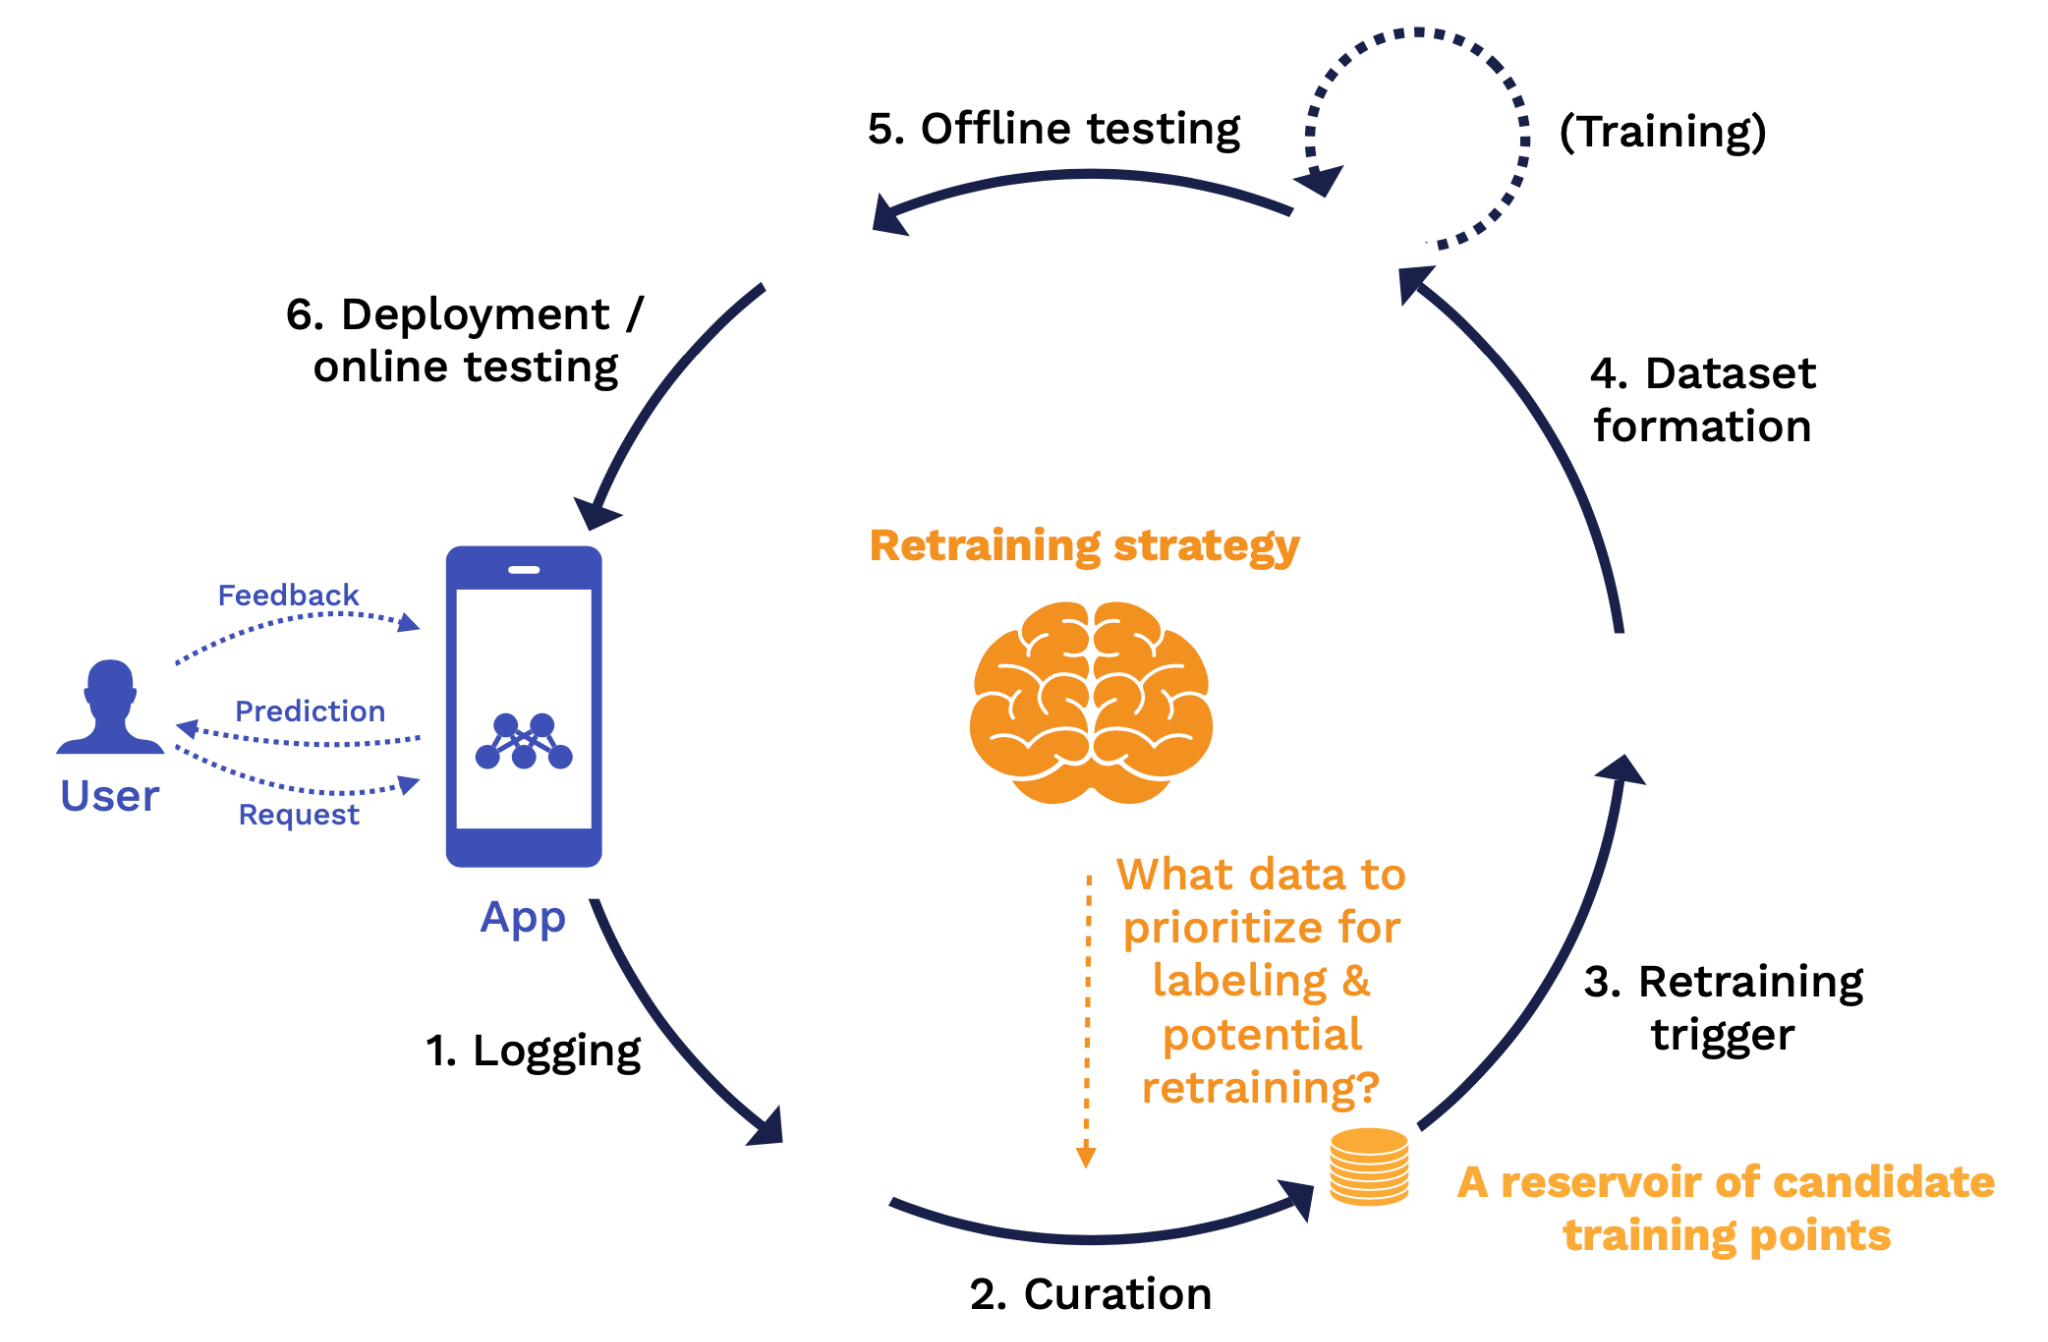 5. Offline testing
(Training)
6. Deployment /
online testing
4. Dataset
formation
Retraining strategy
Feedback
Prediction
Request
User
App
What data to
prioritize for
labeling &
potential
retraining?
3. Retraining
trigger
1. Logging
A reservoir of candidate
training points
2. Curation